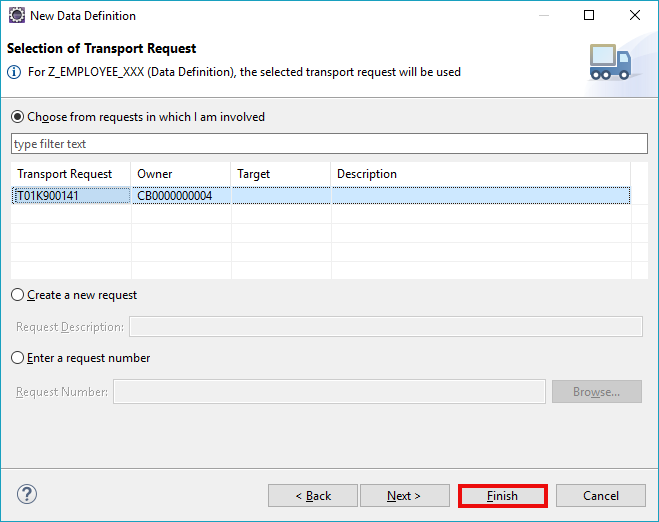 New Data Definition
Selection of Transport Request
For Z_EMPLOYEE_XXX (Data Definition), the selected transport request will be used
Choose from requests in which I am involved
type filter text
Transport Request Owner Target Description
T01K900141 CB0000000004
Create a new request
Request Description:
Enter a request number
Request Number: Browse...
? < Back Next > Finish Cancel